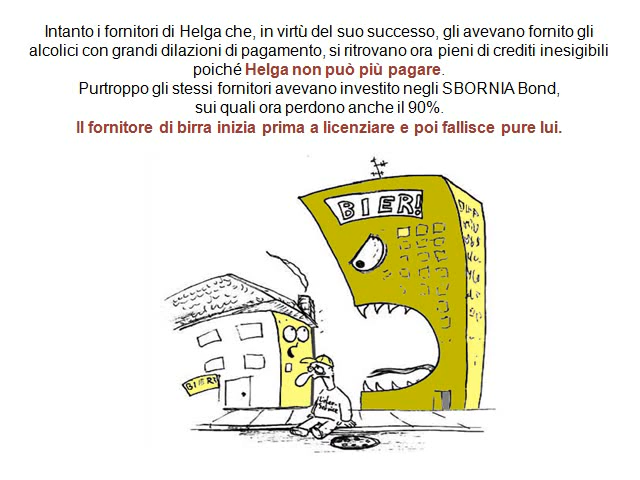 Intanto i fornitori di Helga che, in virtù del suo successo, gli avevano fornito gli
alcolici con grandi dilazioni di pagamento, si ritrovano ora pieni di crediti inesigibili
poiché Helga non può più pagare.
Purtroppo gli stessi fornitori avevano investito negli SBORNIA Bond,
sui quali ora perdono anche il 90%.
Il fornitore di birra inizia prima a licenziare e poi fallisce pure lui.
BIER!
BIER!